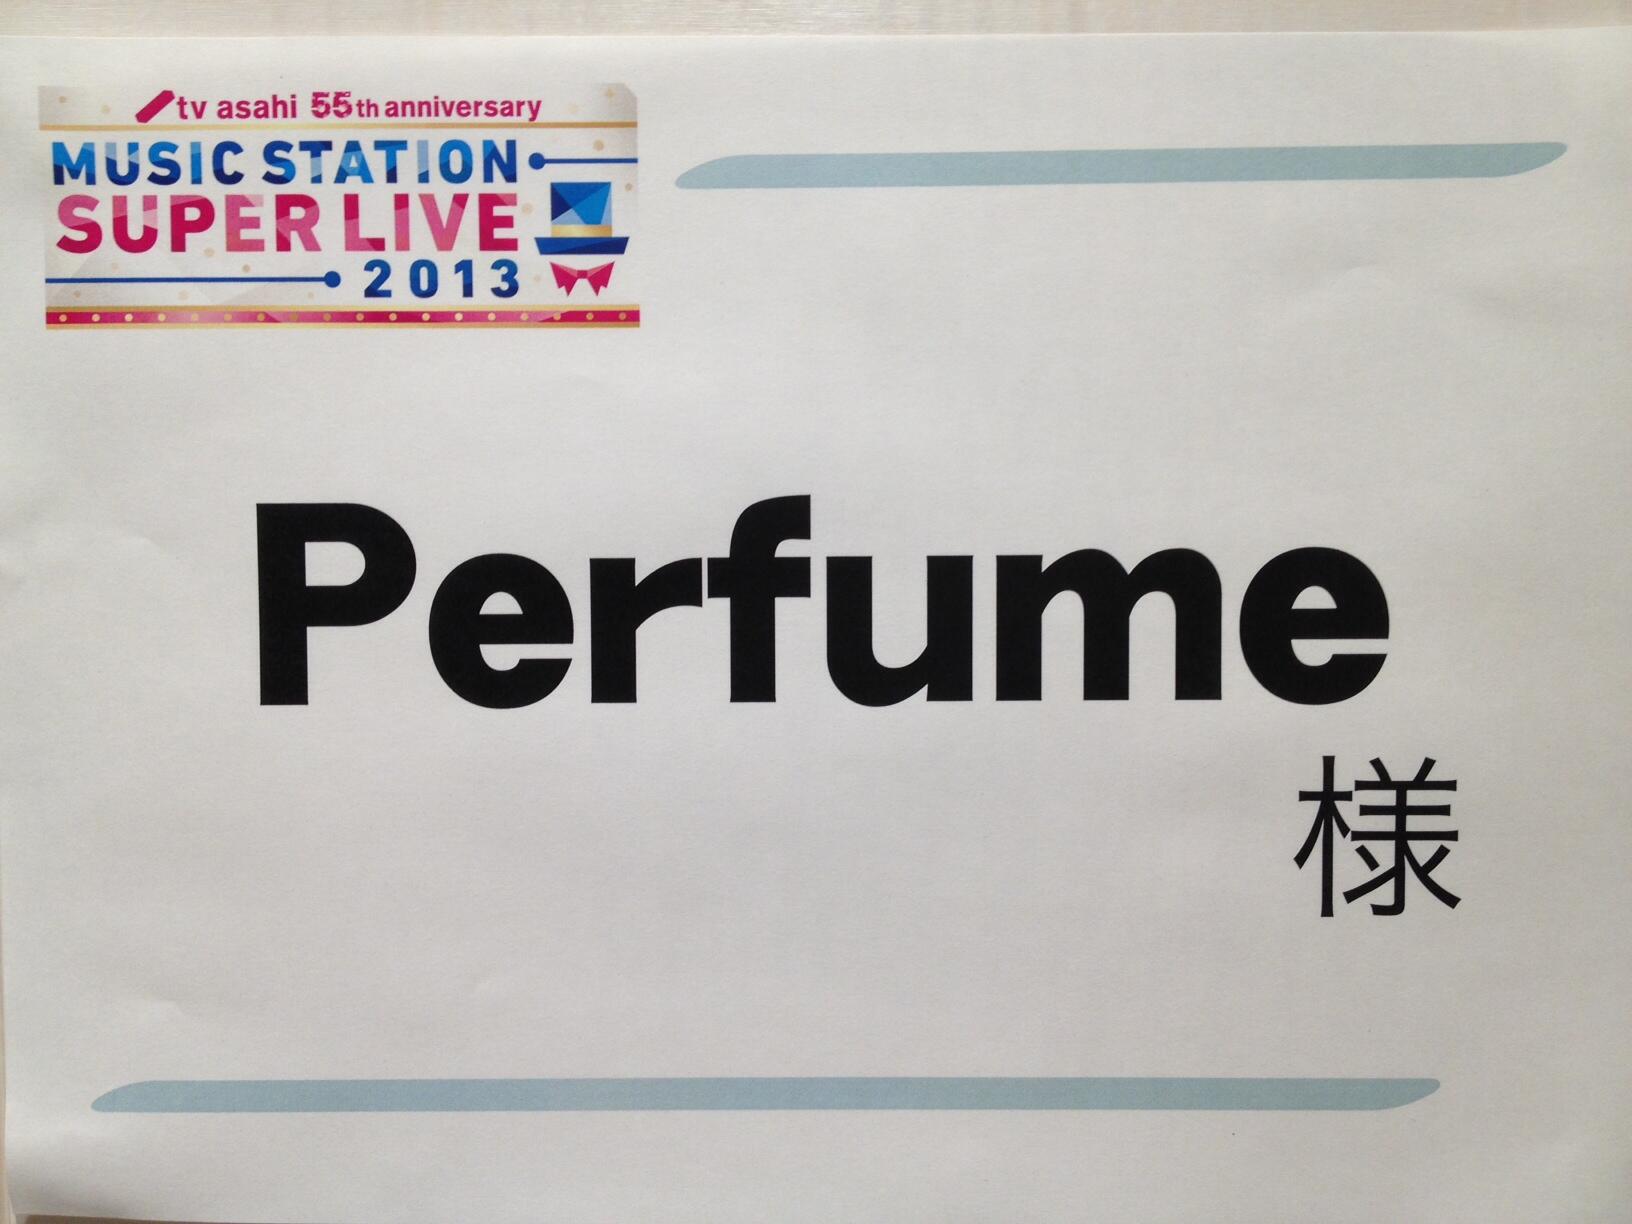 tv asahi 55th anniversary
MUSIC STATION
SUPER LIVE
2013
Perfume
様